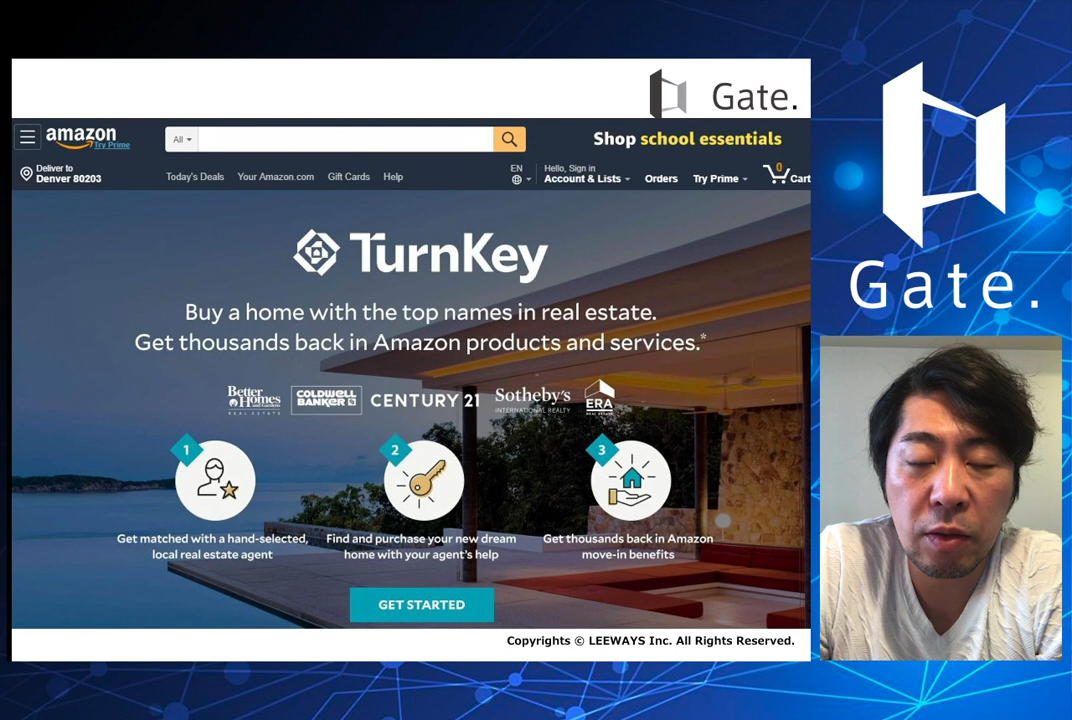 Gate.
amazon
Try Prime
All
Shop school essentials
Deliver to
Denver 80203
Today's Deals
Your Amazon.com
Gift Cards
Help
EN
Hello, Sign in
Account & Lists
Orders
Try Prime
0
Cart
TurnKey
Buy a home with the top names in real estate.
Get thousands back in Amazon products and services.*
Better
Homes
and Gardens
REAL ESTATE
COLDWELL
BANKER
CENTURY 21
Sotheby's
INTERNATIONAL REALTY
ERA
REAL ESTATE
1
Get matched with a hand-selected,
local real estate agent
2
Find and purchase your new dream
home with your agent's help
3
Get thousands back in Amazon
move-in benefits
GET STARTED
Copyrights © LEEWAYS Inc. All Rights Reserved.
Gate.